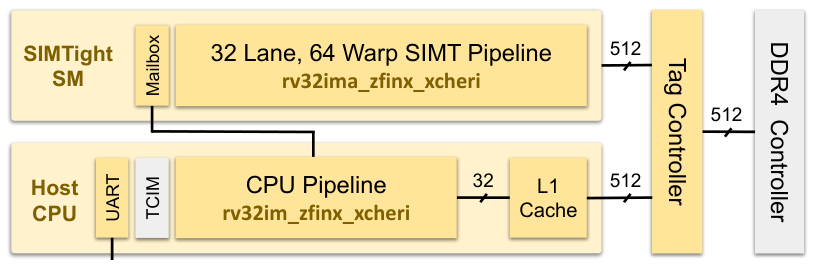 SIMTight
SM
Mailbox
32 Lane, 64 Warp SIMT Pipeline
rv32ima_zfinx_xcheri
512
Tag Controller
512
DDR4 Controller
Host
CPU
UART
TCIM
CPU Pipeline
rv32im_zfinx_xcheri
32
L1
Cache
512